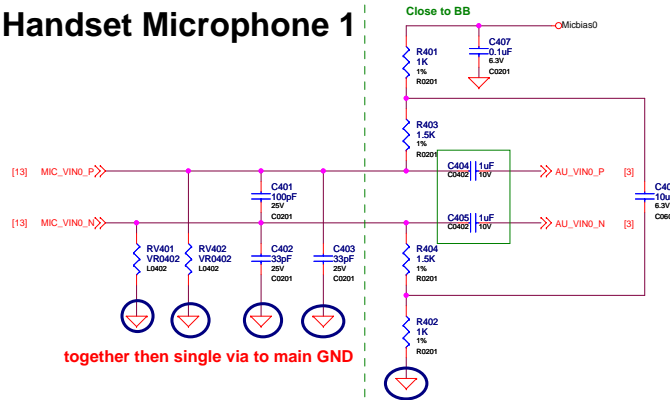 Handset Microphone 1
Close to BB
Micbias0
R401
1K
1%
R0201
C407
0.1uF
6.3V
C0201
R403
1.5K
1%
R0201
[13] MIC_VIN0_P
C404 1uF
C0402 10V
AU_VIN0_P [3]
C401
100pF
25V
C0201
10u
6.3V
[13] MIC_VIN0_N
C405 1uF
C0402 10V
AU_VIN0_N [3]
RV401
VR0402
L0402
RV402
VR0402
L0402
C402
33pF
25V
C0201
C403
33pF
25V
C0201
R404
1.5K
1%
R0201
R402
1K
1%
R0201
together then single via to main GND